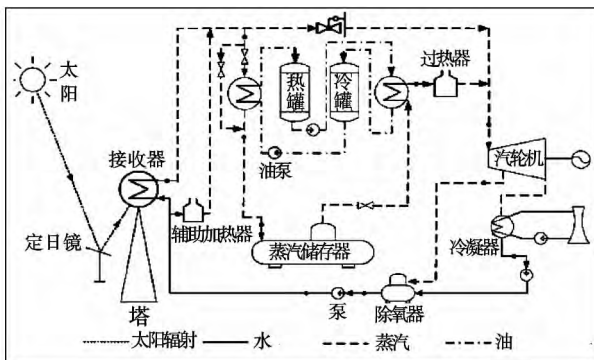 太
阳
接收器
定日镜
塔
辅助加热器
热
罐
冷
罐
油泵
过热器
汽轮机
冷凝器
蒸汽储存器
泵
除氧器
太阳辐射
水
蒸汽
油